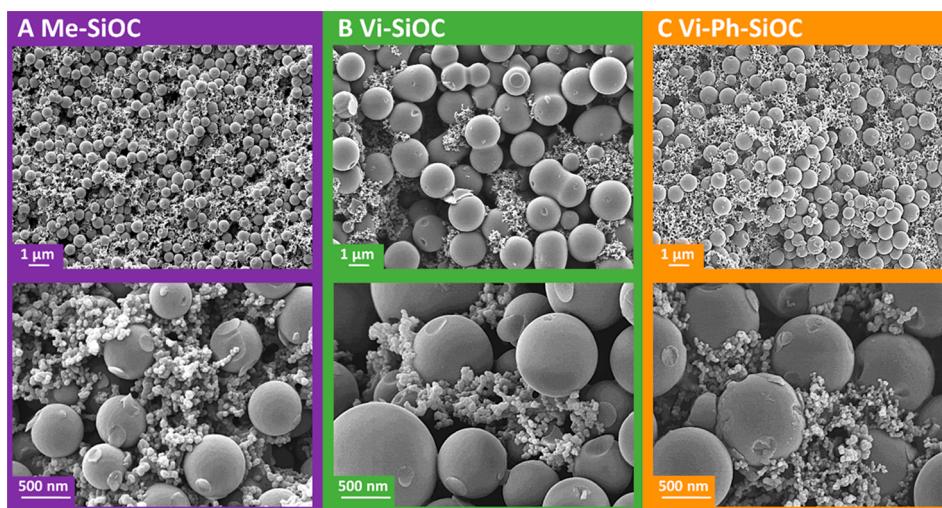 A Me-SiOC
B Vi-SiOC
C Vi-Ph-SiOC
1 μm
1 μm
1 μm
500 nm
500 nm
500 nm